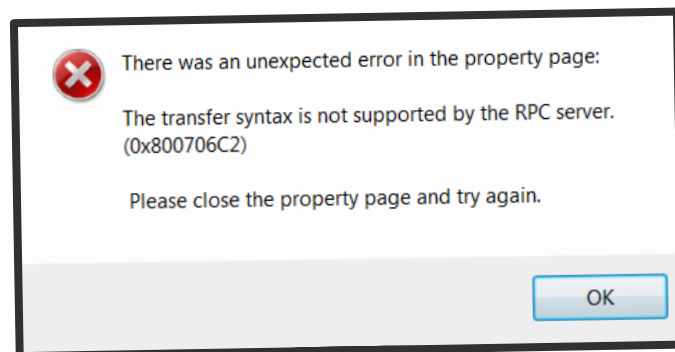 There was an unexpected error in the property page:
The transfer syntax is not supported by the RPC server.
(0x800706C2)
Please close the property page and try again.
OK